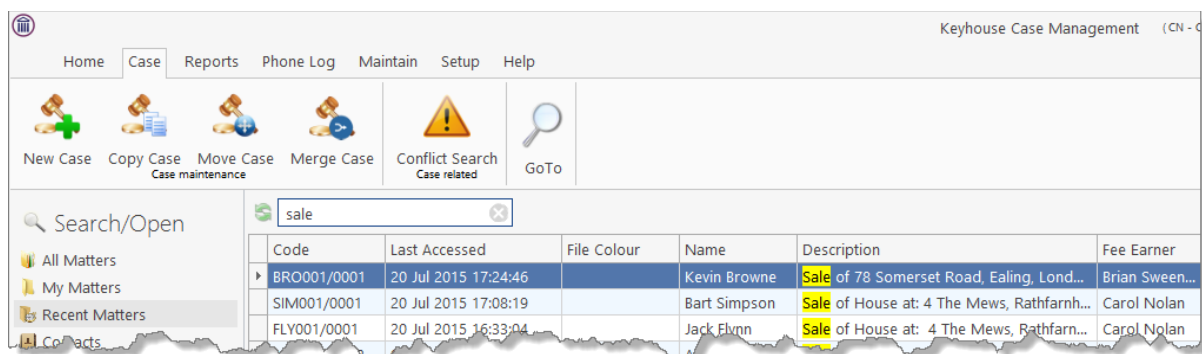 Keyhouse Case Management (CN -
Home Case Reports Phone Log Maintain Setup Help
New Case Copy Case Move Case Merge Case Conflict Search GoTo
Case maintenance Case related
Search/Open
sale
All Matters
My Matters
Recent Matters
Contacts
Code Last Accessed File Colour Name Description Fee Earner
BRO001/0001 20 Jul 2015 17:24:46 Kevin Browne Sale of 78 Somerset Road, Ealing, Lond... Brian Sween...
SIM001/0001 20 Jul 2015 17:08:19 Bart Simpson Sale of House at: 4 The Mews, Rathfarnh... Carol Nolan
FLY001/0001 20 Jul 2015 16:33:04 Jack Flynn Sale of House at: 4 The Mews, Rathfarn... Carol Nolan